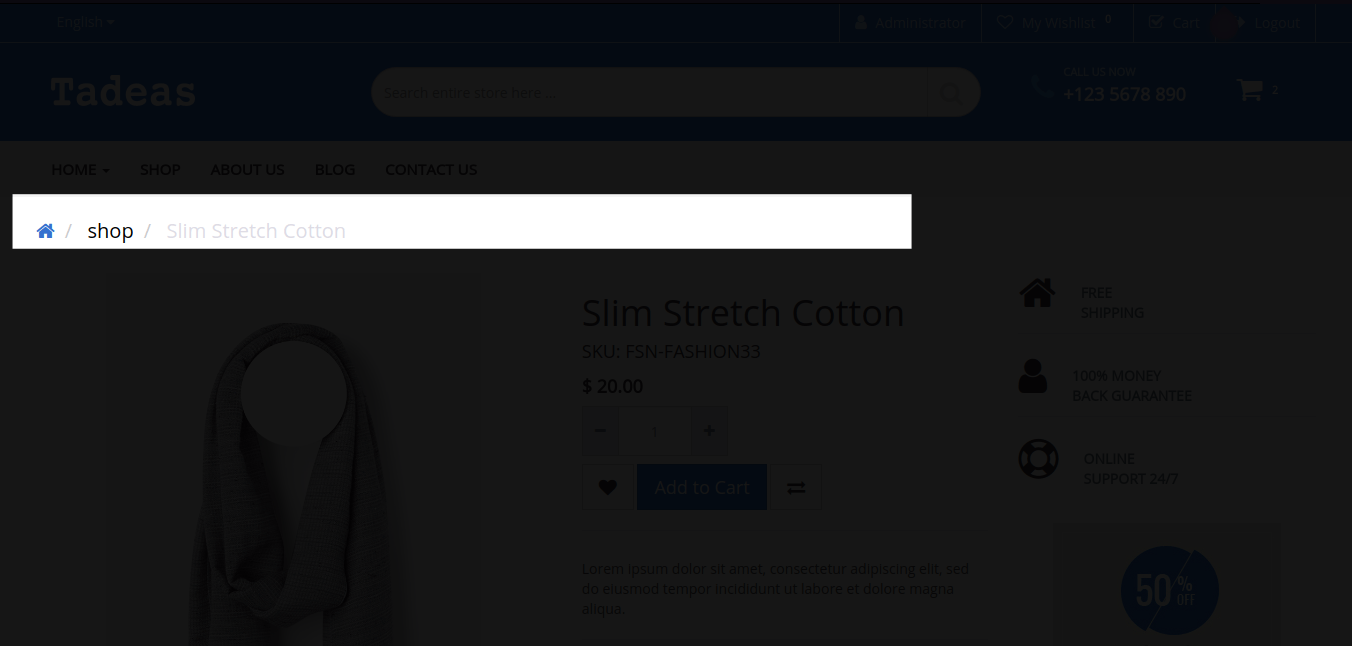 English
Administrator
My Wishlist 0
Cart
Logout
Tadeas
Search entire store here ...
CALL US NOW
+123 5678 890
2
HOME
SHOP
ABOUT US
BLOG
CONTACT US
/ shop / Slim Stretch Cotton
Slim Stretch Cotton
SKU: FSN-FASHION33
$ 20.00
− 1 +
Add to Cart
Lorem ipsum dolor sit amet, consectetur adipiscing elit, sed
do eiusmod tempor incididunt ut labore et dolore magna
aliqua.
FREE
SHIPPING
100% MONEY
BACK GUARANTEE
ONLINE
SUPPORT 24/7
50%
OFF